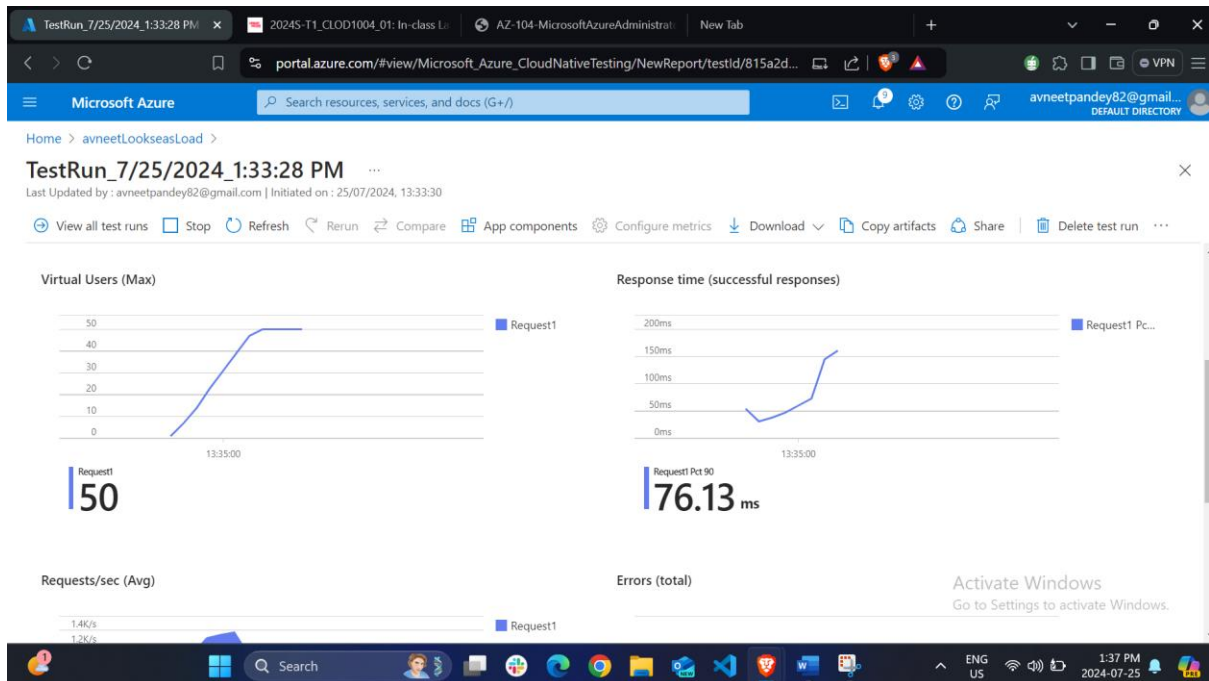 TestRun_7/25/2024_1:33:28 PM
2024S-T1_CLOD1004_01: In-class La
AZ-104-MicrosoftAzureAdministrat
New Tab
portal.azure.com/#view/Microsoft_Azure_CloudNativeTesting/NewReport/testId/815a2d...
VPN
Microsoft Azure
Search resources, services, and docs (G+/)
9
avneetpandey82@gmail...
DEFAULT DIRECTORY
Home > avneetLookseasLoad >
TestRun_7/25/2024_1:33:28 PM ...
Last Updated by : avneetpandey82@gmail.com | Initiated on : 25/07/2024, 13:33:30
View all test runs Stop Refresh Rerun Compare App components Configure metrics Download Copy artifacts Share Delete test run ...
Virtual Users (Max)
50
40
30
20
10
0
13:35:00
Request1
Request1
50
Response time (successful responses)
200ms
150ms
100ms
50ms
0ms
13:35:00
Request1 Pc...
Request1 Pct 90
76.13 ms
Requests/sec (Avg)
1.4K/s
1.2K/s
Request1
Errors (total)
Activate Windows
Go to Settings to activate Windows.
1
Search
ENG
US
1:37 PM
2024-07-25